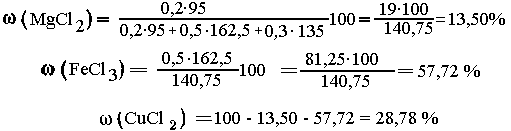 ω (MgCl₂) = 0,2·95 / 0,2·95 + 0,5·162,5 + 0,3·135 100 = 19·100 / 140,75 = 13,50%
ω (FeCl₃) = 0,5·162,5 / 140,75 100 = 81,25·100 / 140,75 = 57,72 %
ω (CuCl₂) = 100 - 13,50 - 57,72 = 28,78 %